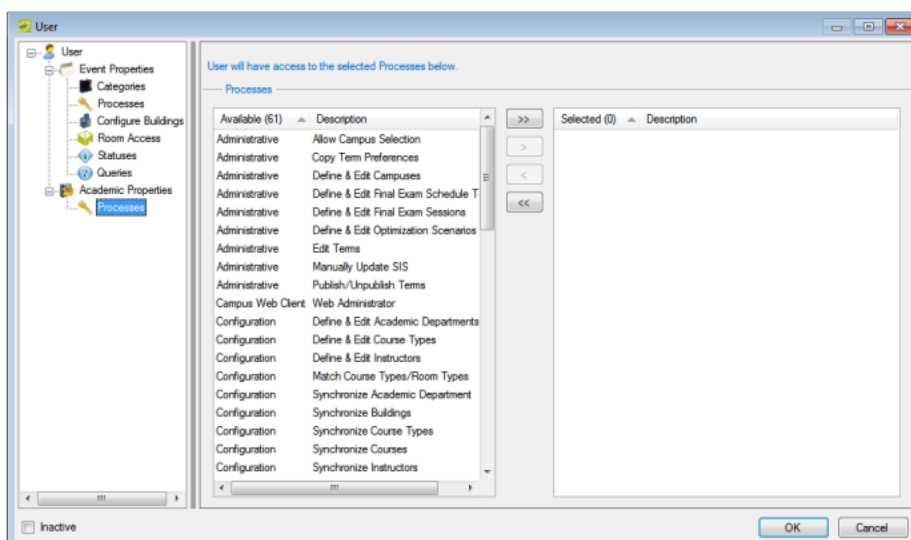 User
User
Event Properties
Categories
Processes
Configure Buildings
Room Access
Statuses
Queries
Academic Properties
Processes
User will have access to the selected Processes below.
Processes
Available (61) Description
Administrative Allow Campus Selection
Administrative Copy Term Preferences
Administrative Define & Edit Campuses
Administrative Define & Edit Final Exam Schedule T
Administrative Define & Edit Final Exam Sessions
Administrative Define & Edit Optimization Scenarios
Administrative Edit Terms
Administrative Manually Update SIS
Administrative Publish/Unpublish Terms
Campus Web Client Web Administrator
Configuration Define & Edit Academic Departments
Configuration Define & Edit Course Types
Configuration Define & Edit Instructors
Configuration Match Course Types/Room Types
Configuration Synchronize Academic Department
Configuration Synchronize Buildings
Configuration Synchronize Course Types
Configuration Synchronize Courses
Configuration Synchronize Instructors
>>
>
<
<<
Selected (0) Description
Inactive
OK Cancel